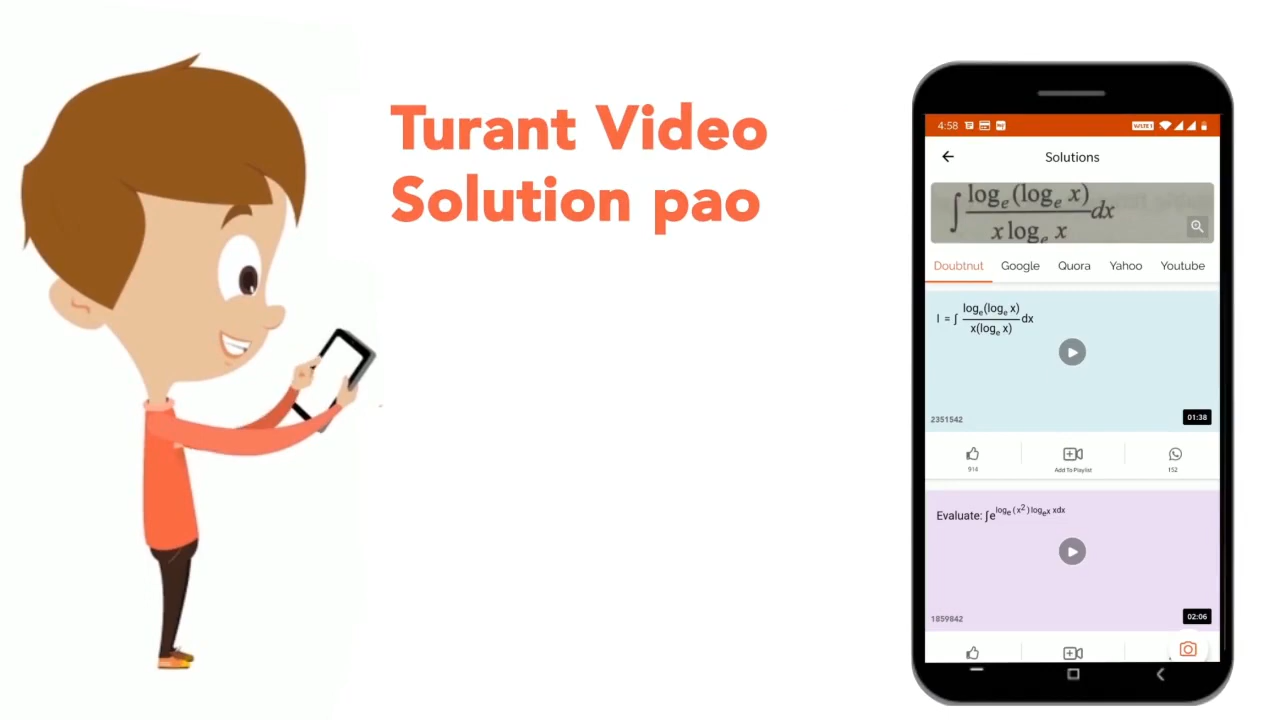 Turant Video
Solution pao
4:58
VoLTE1
Solutions
∫ logₑ(logₑ x) / x logₑ x dx
Doubtnut Google Quora Yahoo Youtube
I = ∫ logₑ(logₑ x) / x(logₑ x) dx
2351542
01:38
914 Add To Playlist 152
Evaluate: ∫e^logₑ(x²)logₑx xdx
1859842
02:06